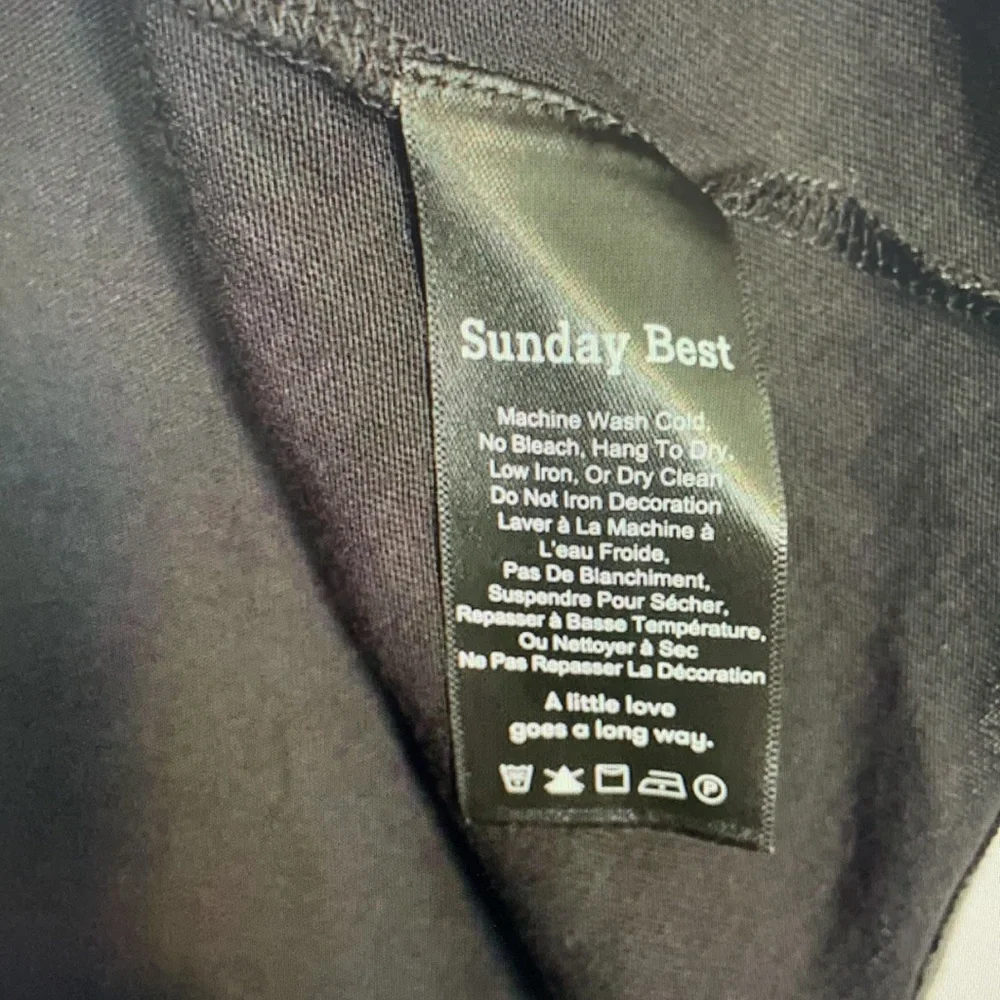 Sunday Best
Machine Wash Cold,
No Bleach, Hang To Dry,
Low Iron, Or Dry Clean
Do Not Iron Decoration
Laver à La Machine à
L'eau Froide,
Pas De Blanchiment,
Suspendre Pour Sécher,
Repasser à Basse Température,
Ou Nettoyer à Sec
Ne Pas Repasser La Décoration
A little love
goes a long way.
P